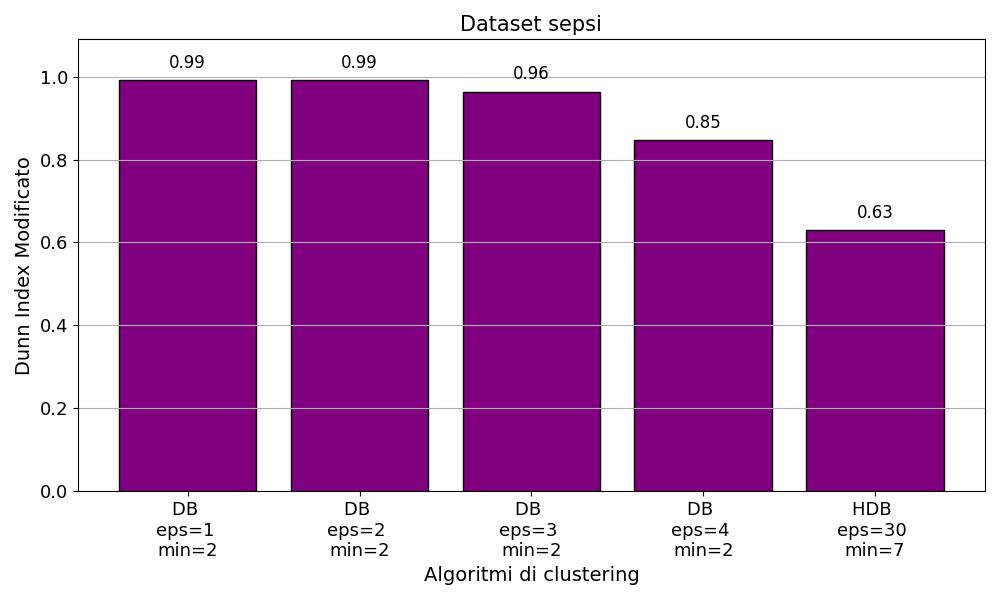 Dataset sepsi
Dunn Index Modificato
1.0
0.8
0.6
0.4
0.2
0.0
0.99
0.99
0.96
0.85
0.63
DB
eps=1
min=2
DB
eps=2
min=2
DB
eps=3
min=2
DB
eps=4
min=2
HDB
eps=30
min=7
Algoritmi di clustering